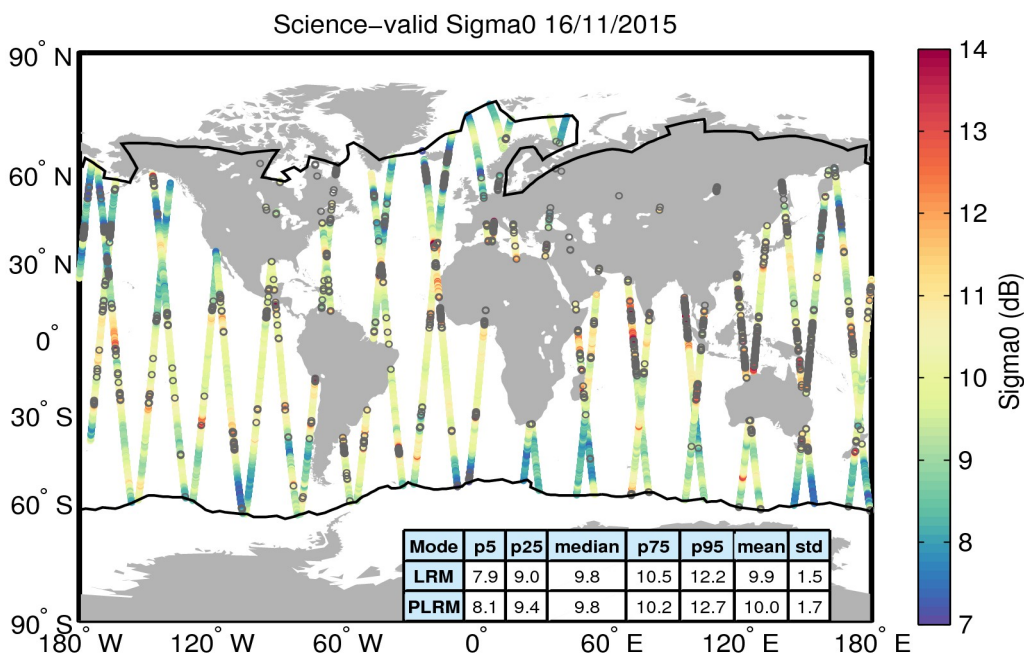 Science−valid Sigma0 16/11/2015
90° N
60° N
30° N
0°
30° S
60° S
90° S
180° W
120° W
60° W
0°
60° E
120° E
180° E
Mode p5 p25 median p75 p95 mean std
LRM 7.9 9.0 9.8 10.5 12.2 9.9 1.5
PLRM 8.1 9.4 9.8 10.2 12.7 10.0 1.7
14
13
12
11
10
9
8
7
Sigma0 (dB)